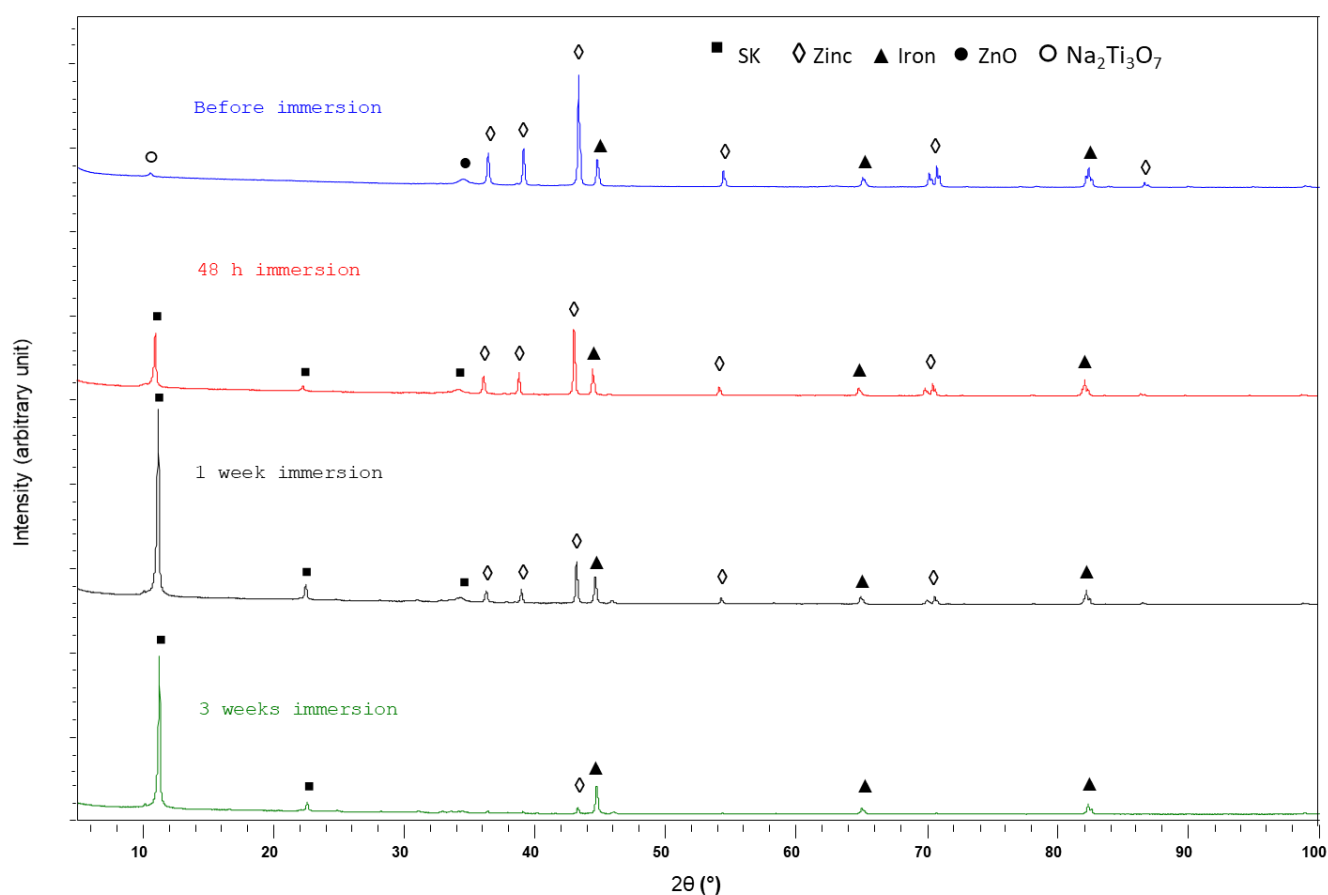 ■ SK ◊ Zinc ▲ Iron ● ZnO ○ Na₂Ti₃O₇
Before immersion
48 h immersion
1 week immersion
3 weeks immersion
Intensity (arbitrary unit)
10 20 30 40 50 60 70 80 90 100
2θ (°)